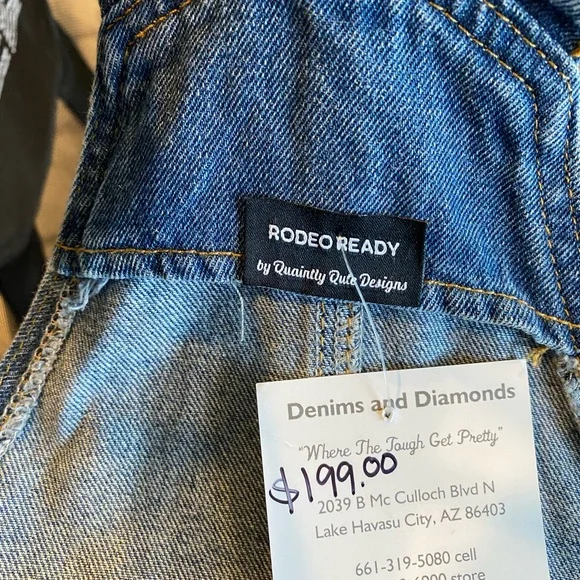 RODEO READY
by Quaintly Qute Designs
Denims and Diamonds
"Where The Tough Get Pretty"
$199.00
2039 B Mc Culloch Blvd N
Lake Havasu City, AZ 86403
661-319-5080 cell
store